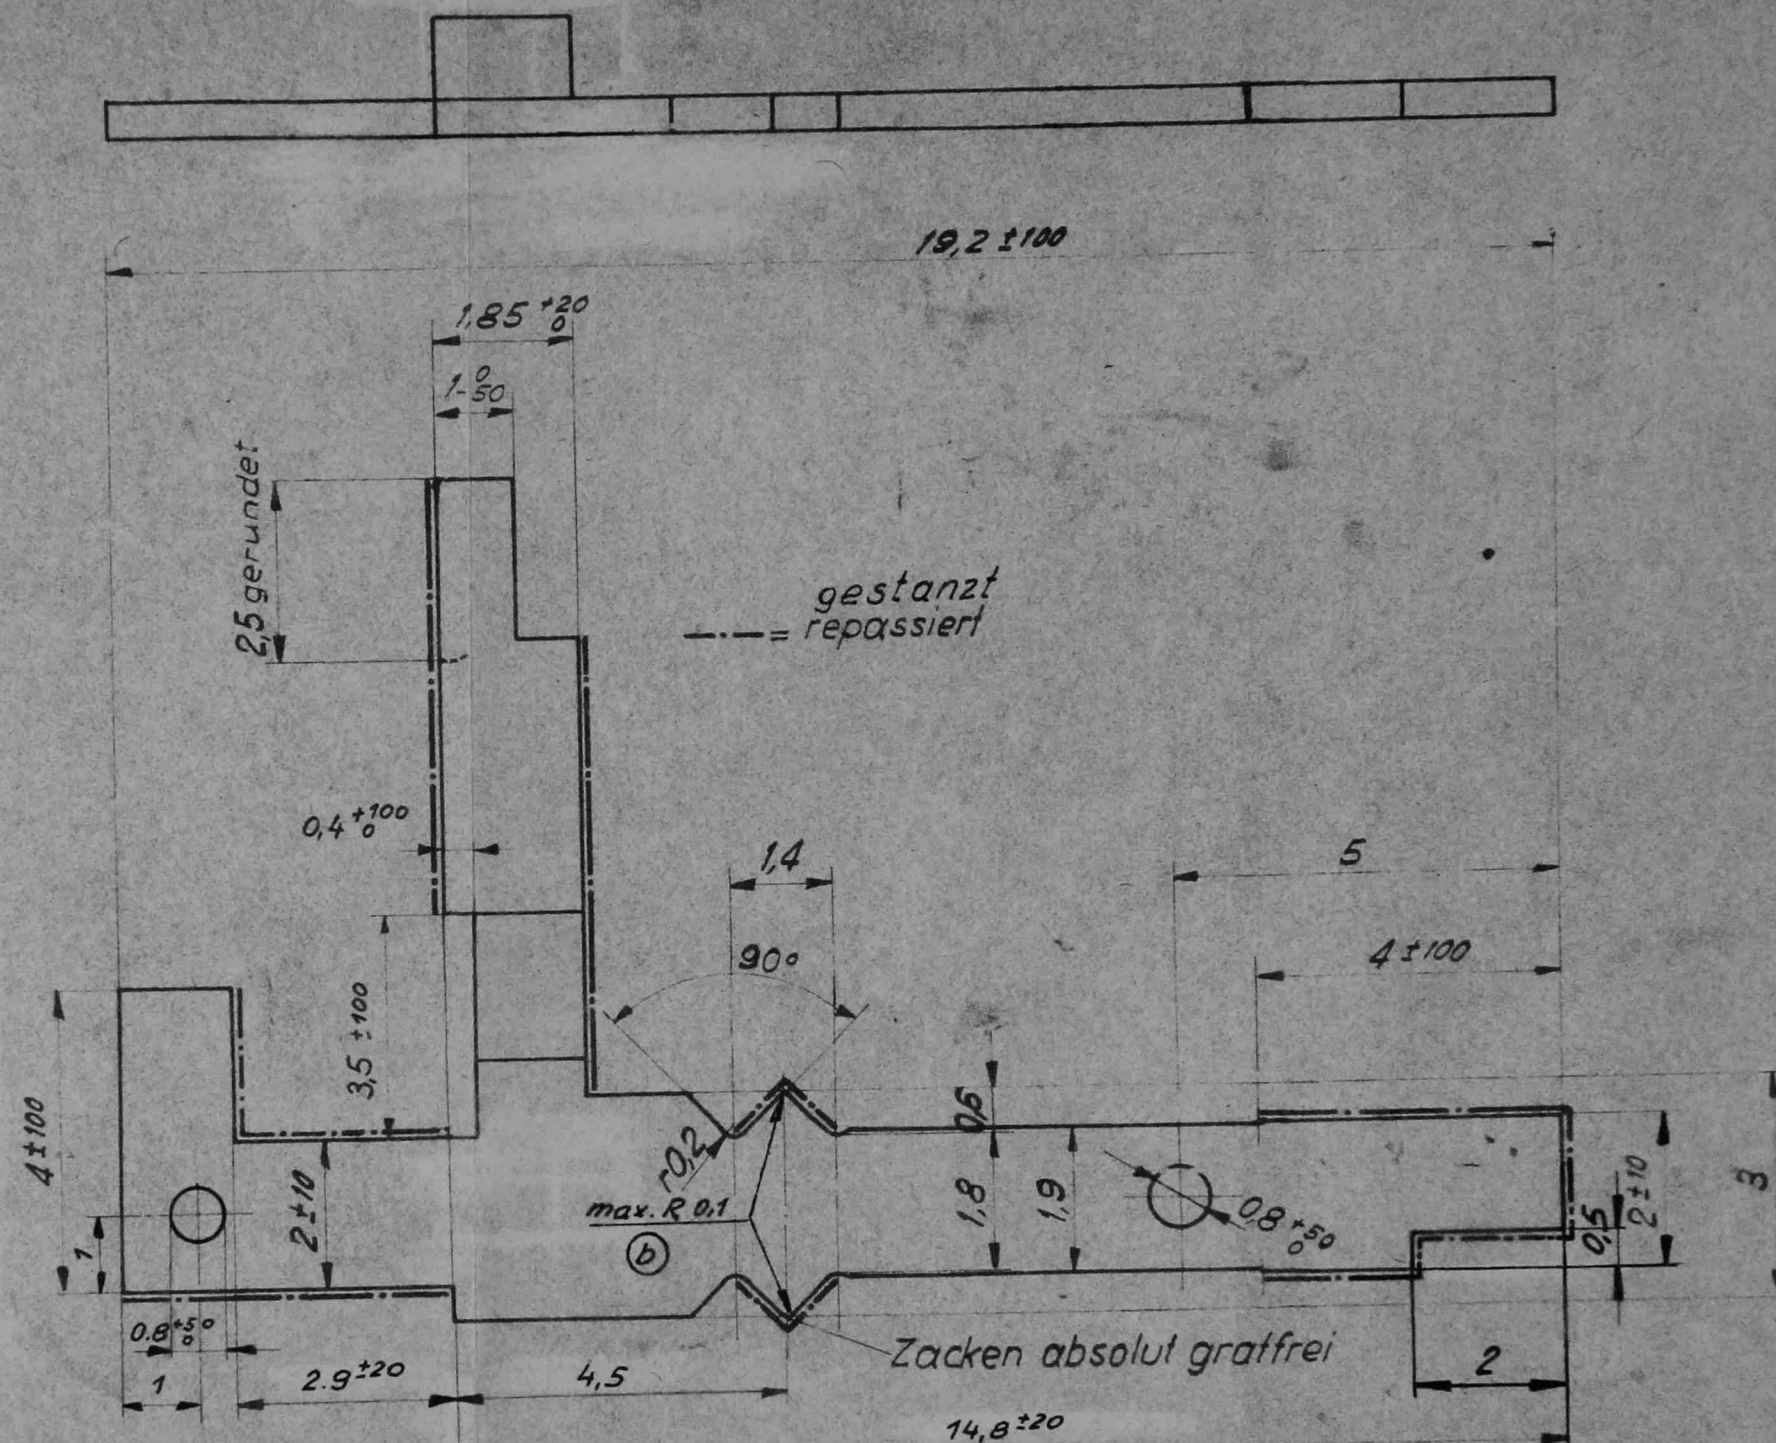 19,2 ±100
1,85 +20 0
1- 0 50
2,5 gerundet
gestanzt
—·—= repassiert
0,4 +100 0
1,4
5
90°
4 ±100
3,5 ±100
4 ±100
0,6
r0,2
2 ±10
max. R 0,1
b
1,8
1,9
0,8 +50 0
0,5
2 ±10
3
1
0.8 +50 0
Zacken absolut gratfrei
1
2.9 ±20
4,5
2
14,8 ±20